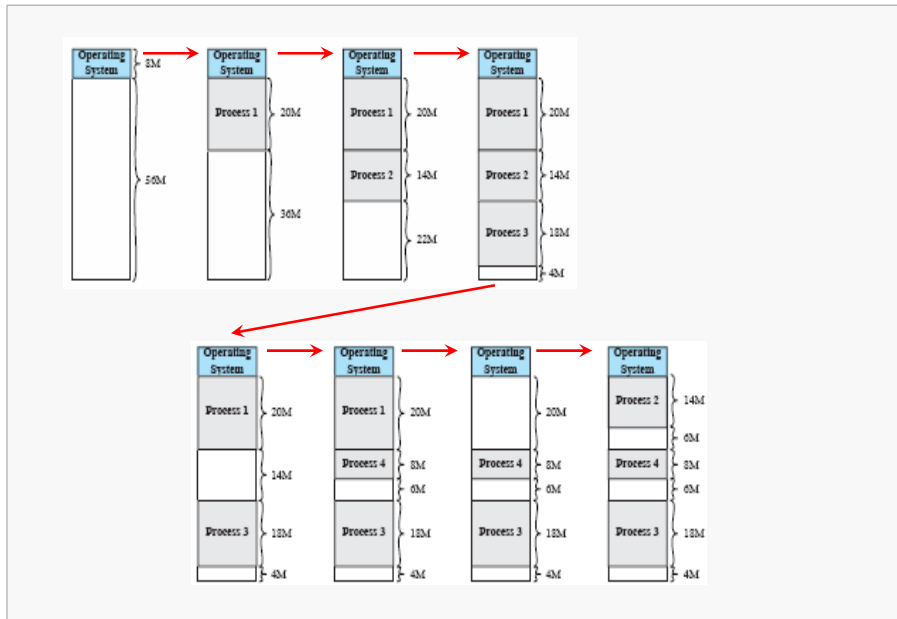 Operating
System
8M
56M
Operating
System
Process 1
20M
36M
Operating
System
Process 1
20M
Process 2
14M
22M
Operating
System
Process 1
20M
Process 2
14M
Process 3
18M
4M
Operating
System
Process 1
20M
14M
Process 3
18M
4M
Operating
System
Process 1
20M
Process 4
8M
6M
Process 3
18M
4M
Operating
System
20M
Process 4
8M
6M
Process 3
18M
4M
Operating
System
Process 2
14M
6M
Process 4
8M
6M
Process 3
18M
4M